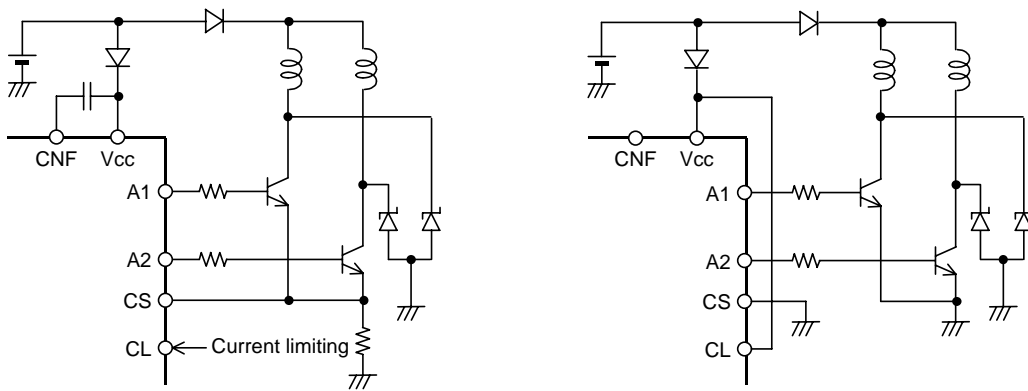 CNF
Vcc
A1
A2
CS
CL
Current limiting
CNF
Vcc
A1
A2
CS
CL